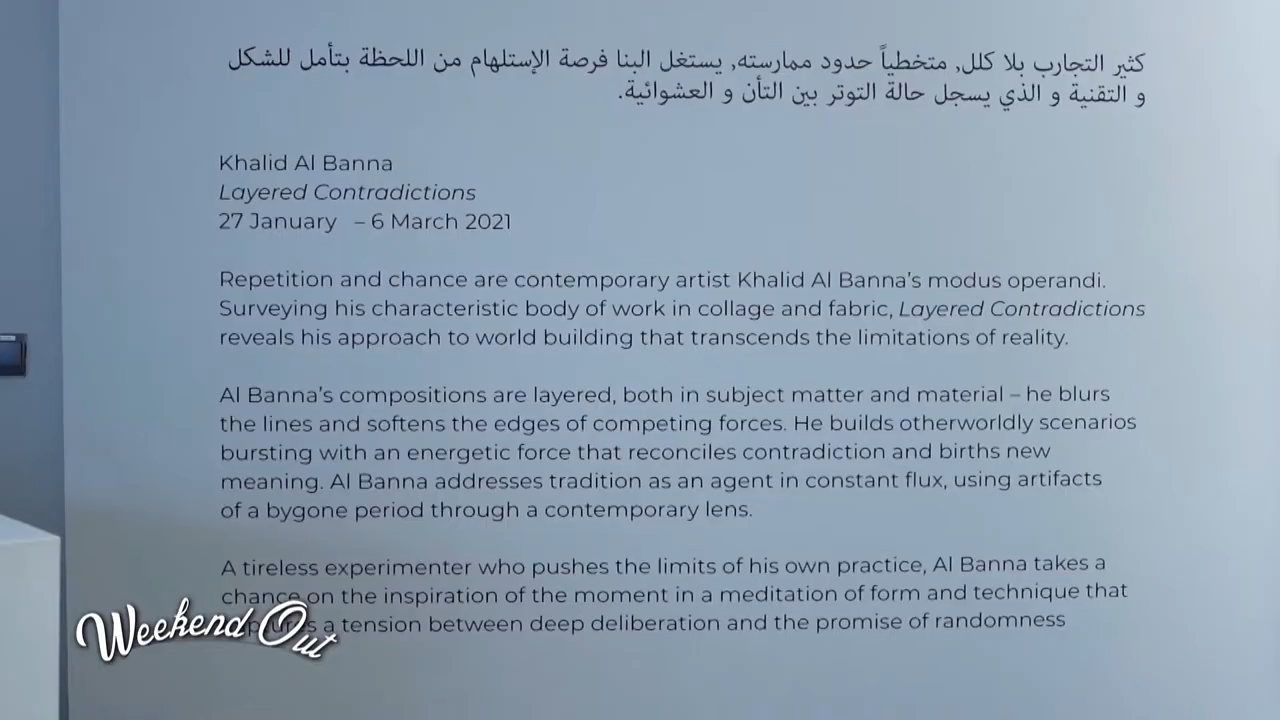 كثير التجارب بلا كلل, متخطياً حدود ممارسته, يستغل البنا فرصة الإستلهام من اللحظة بتأمل للشكل
و التقنية و الذي يسجل حالة التوتر بين التأن و العشوائية.
Khalid Al Banna
Layered Contradictions
27 January – 6 March 2021
Repetition and chance are contemporary artist Khalid Al Banna's modus operandi.
Surveying his characteristic body of work in collage and fabric, Layered Contradictions
reveals his approach to world building that transcends the limitations of reality.
Al Banna's compositions are layered, both in subject matter and material – he blurs
the lines and softens the edges of competing forces. He builds otherworldly scenarios
bursting with an energetic force that reconciles contradiction and births new
meaning. Al Banna addresses tradition as an agent in constant flux, using artifacts
of a bygone period through a contemporary lens.
A tireless experimenter who pushes the limits of his own practice, Al Banna takes a
chance on the inspiration of the moment in a meditation of form and technique that
a tension between deep deliberation and the promise of randomness
Weekend Out